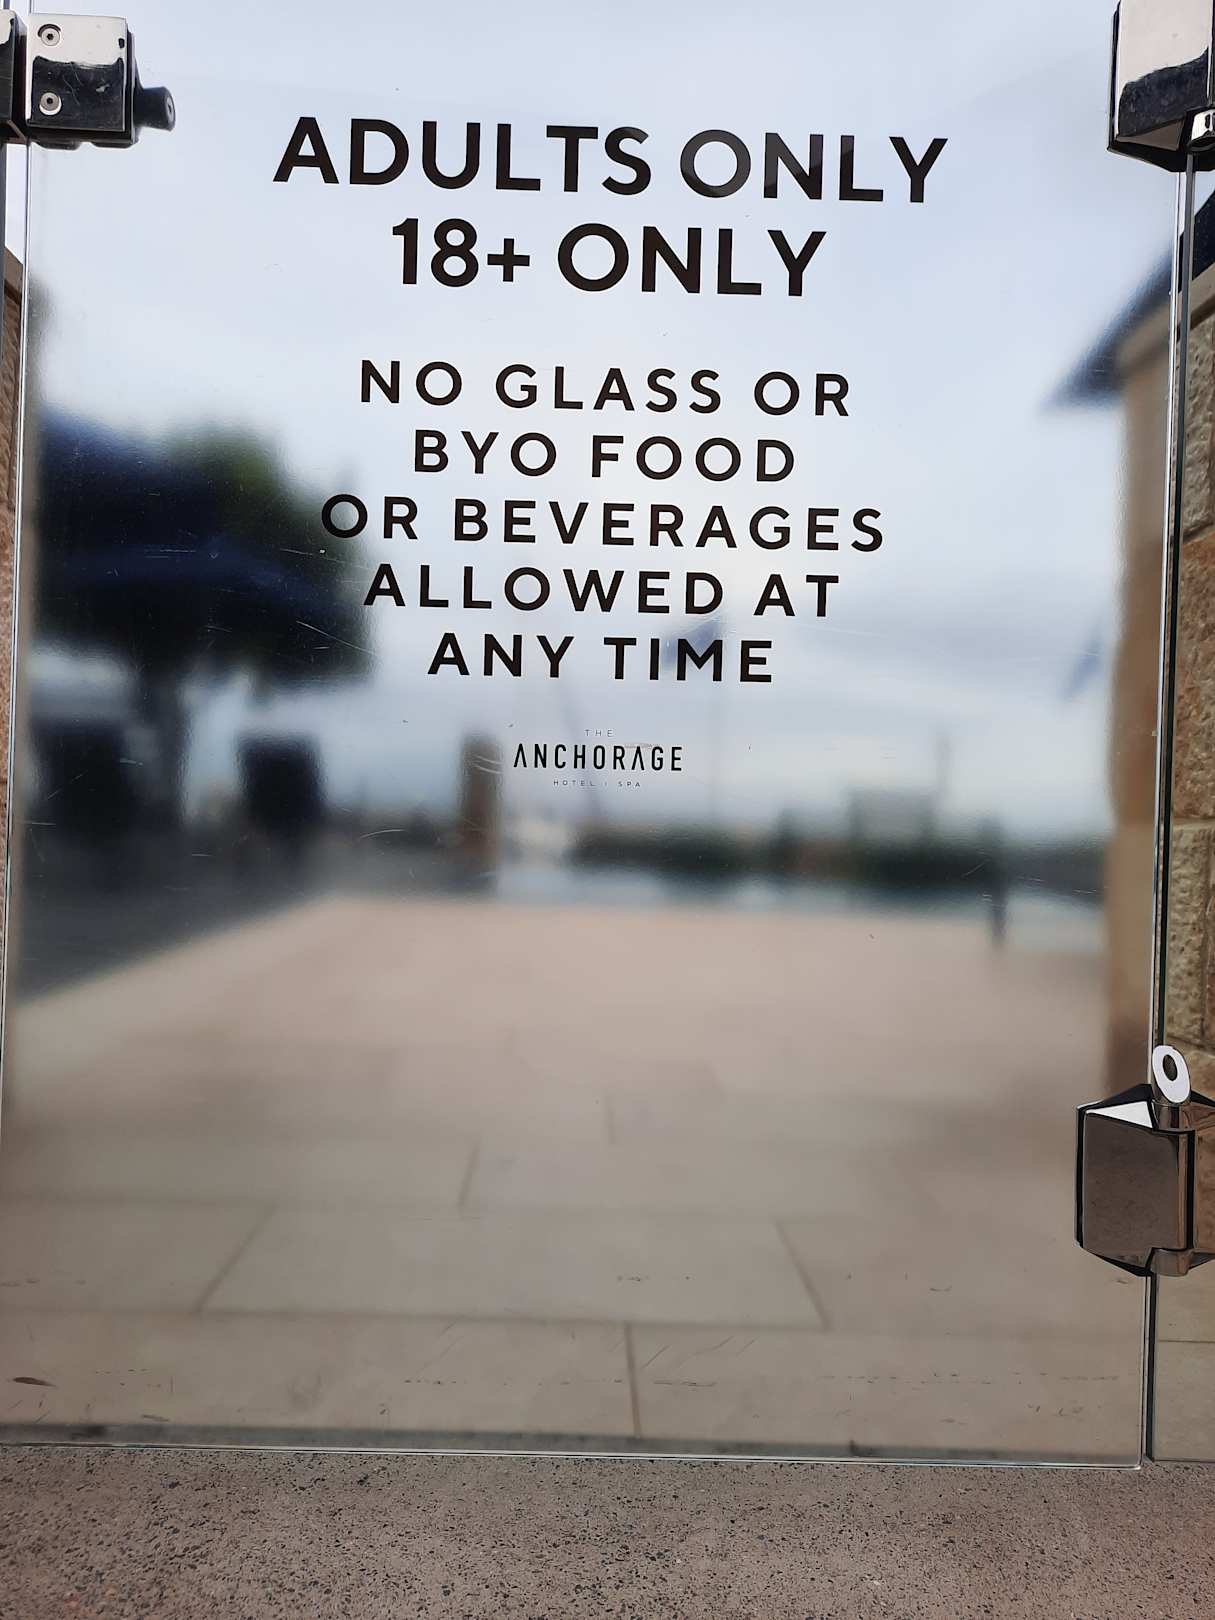 ADULTS ONLY
18+ ONLY
NO GLASS OR
BYO FOOD
OR BEVERAGES
ALLOWED AT
ANY TIME
THE
ANCHORAGE
HOTEL | SPA